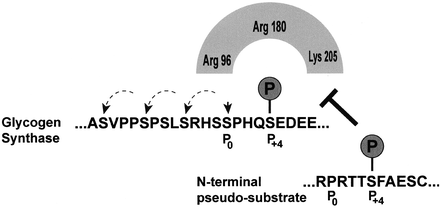 Arg 180
Arg 96
Lys 205
P
Glycogen
Synthase
...ASVPPSPSLSRHSSPHQSEDEE...
P0
P+4
P
N-terminal
pseudo-substrate
...RPRTTSFAESC...
P0
P+4